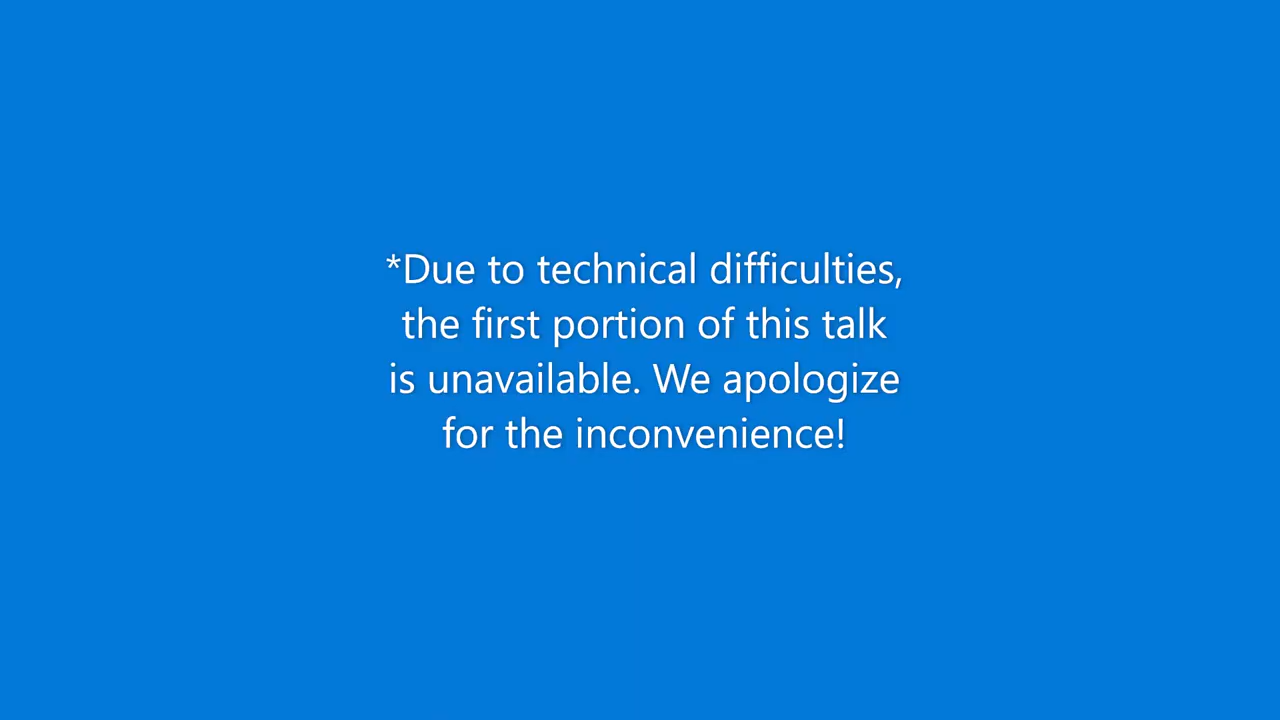 *Due to technical difficulties,
the first portion of this talk
is unavailable. We apologize
for the inconvenience!